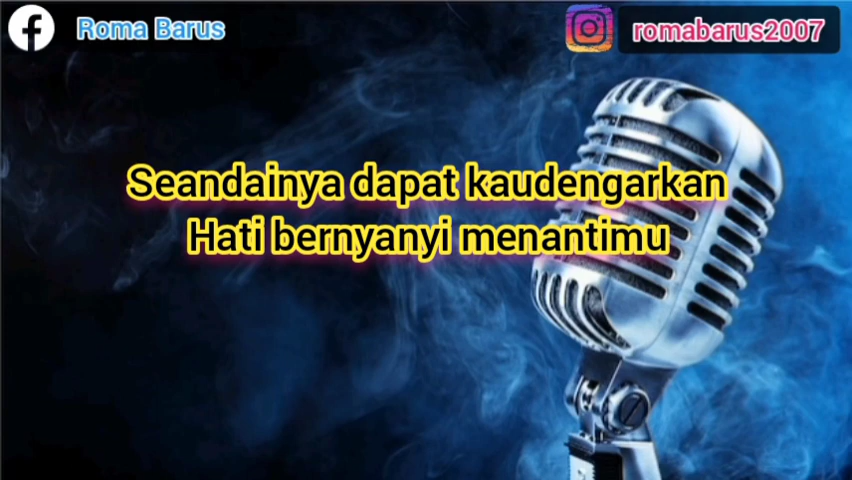 Roma Barus
romabarus2007
Seandainya dapat kaudengarkan
Hati bernyanyi menantimu